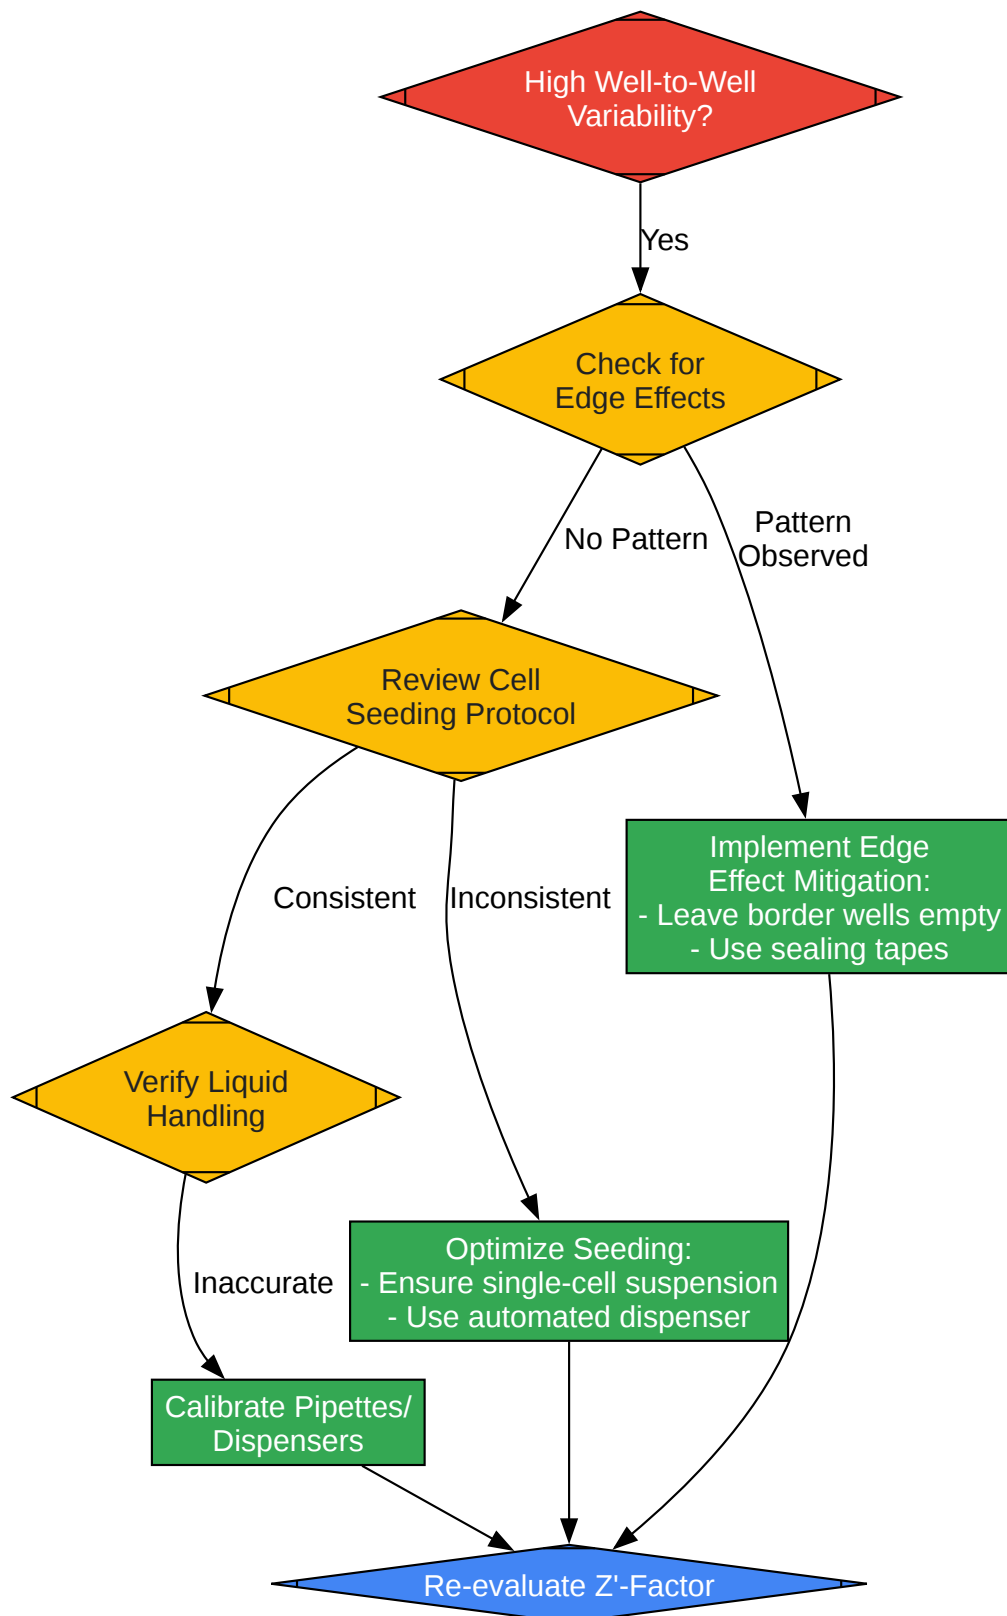 High Well-to-Well
Variability?
Yes
Check for
Edge Effects
No Pattern
Pattern
Observed
Review Cell
Seeding Protocol
Implement Edge
Effect Mitigation:
- Leave border wells empty
- Use sealing tapes
Consistent
Inconsistent
Verify Liquid
Handling
Optimize Seeding:
- Ensure single-cell suspension
- Use automated dispenser
Inaccurate
Calibrate Pipettes/
Dispensers
Re-evaluate Z'-Factor